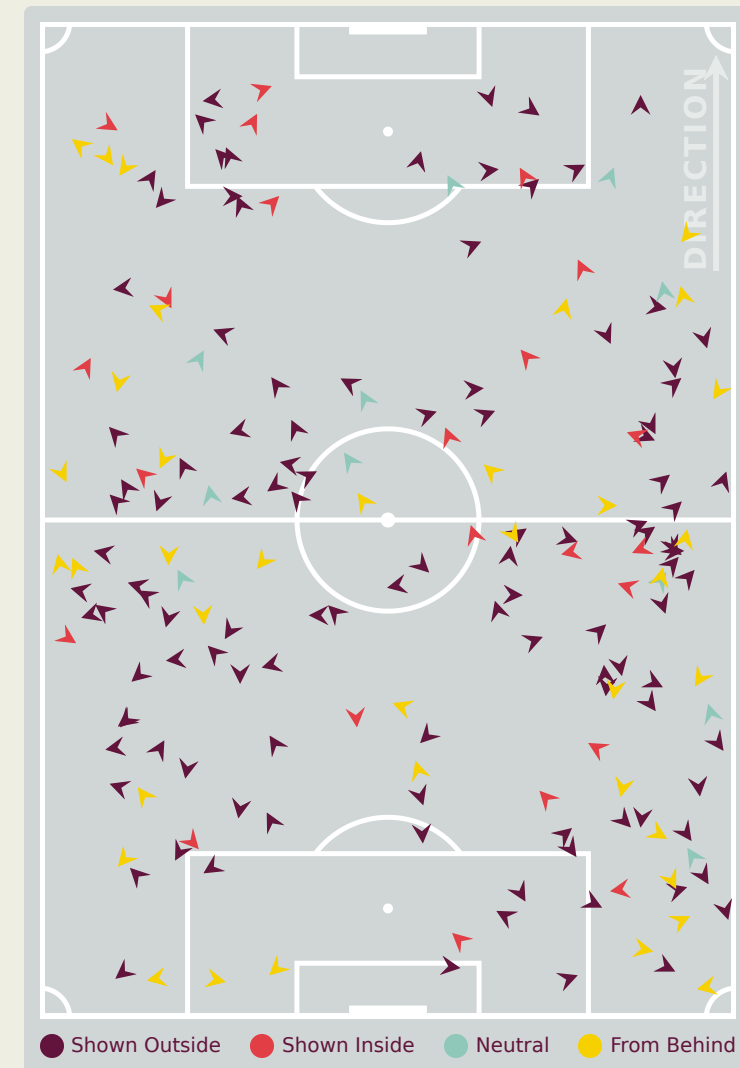 DIRECTION
Shown Outside
Shown Inside
Neutral
From Behind